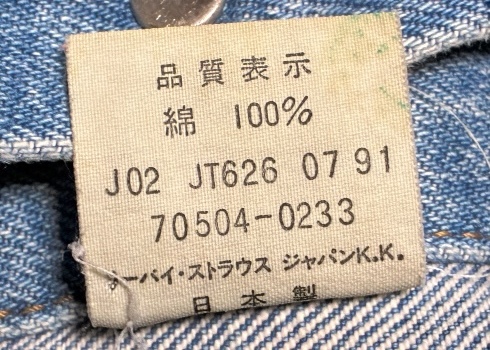 品質表示
綿 100%
J02 JT626 07 91
70504-0233
リーバイ・ストラウス ジャパンK.K.
日本製